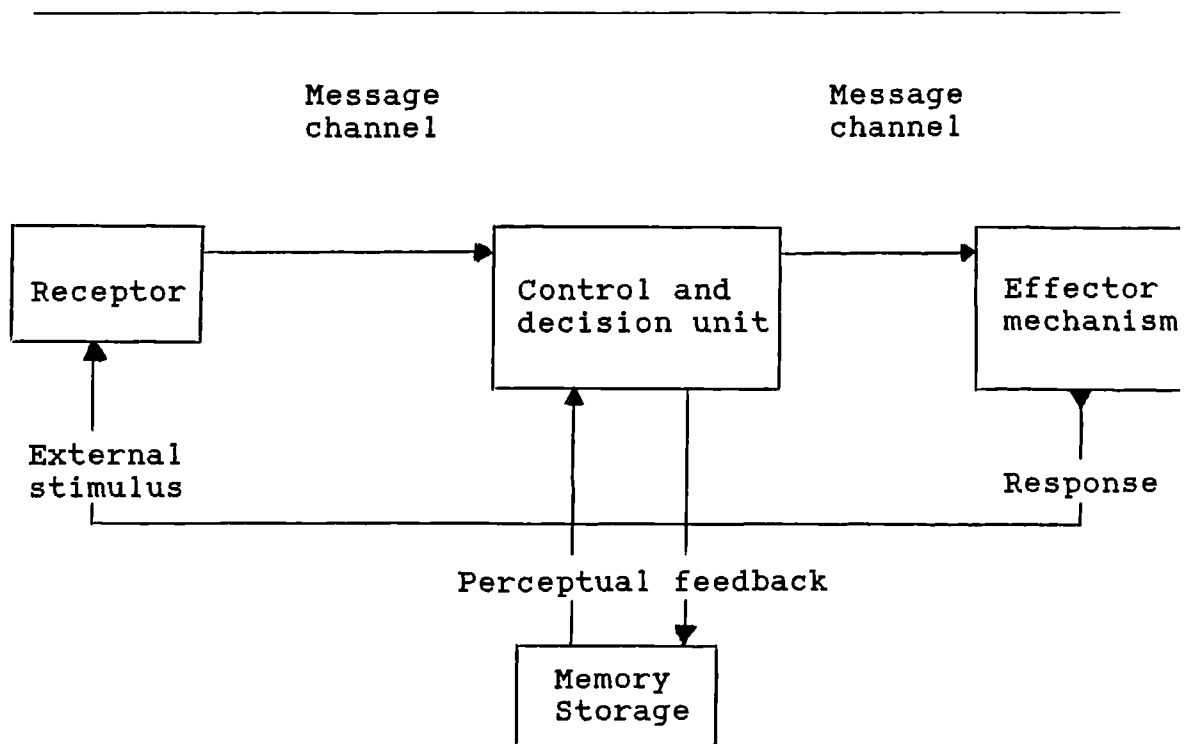 Message
channel
Message
channel
Receptor
Control and
decision unit
Effector
mechanism
External
stimulus
Response
Perceptual feedback
Memory
Storage